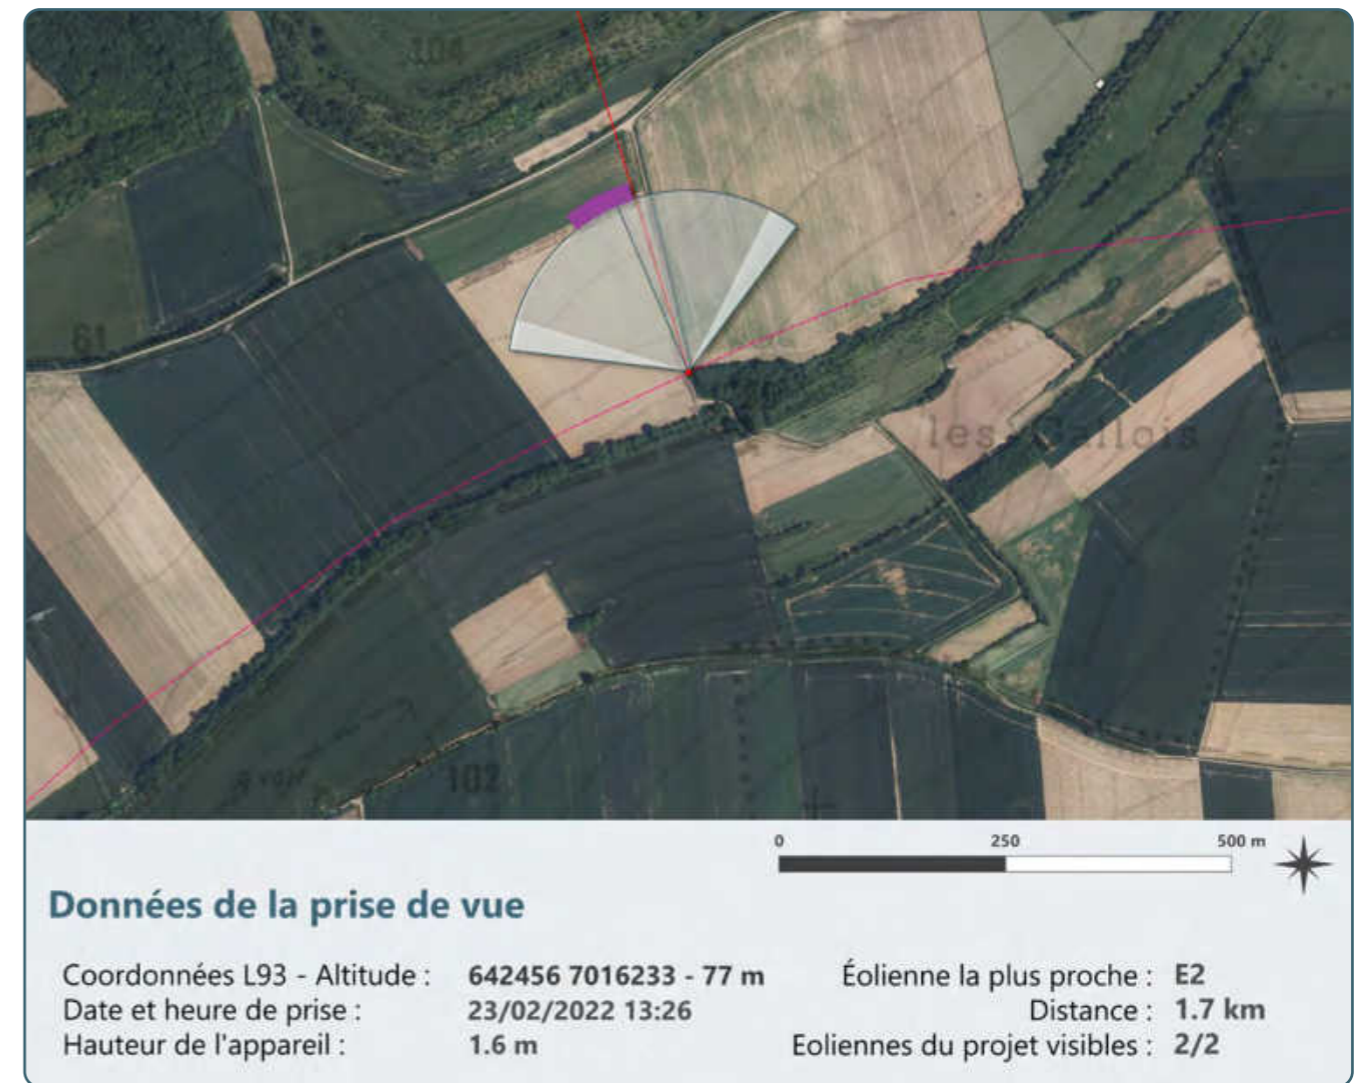 104
61
les Callois
102
0 250 500 m
Données de la prise de vue
Coordonnées L93 - Altitude : 642456 7016233 - 77 m Éolienne la plus proche : E2
Date et heure de prise : 23/02/2022 13:26 Distance : 1.7 km
Hauteur de l'appareil : 1.6 m Eoliennes du projet visibles : 2/2